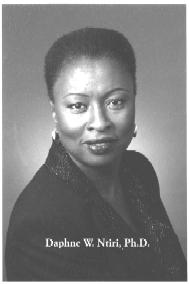 Daphne W. Ntiri, Ph.D.